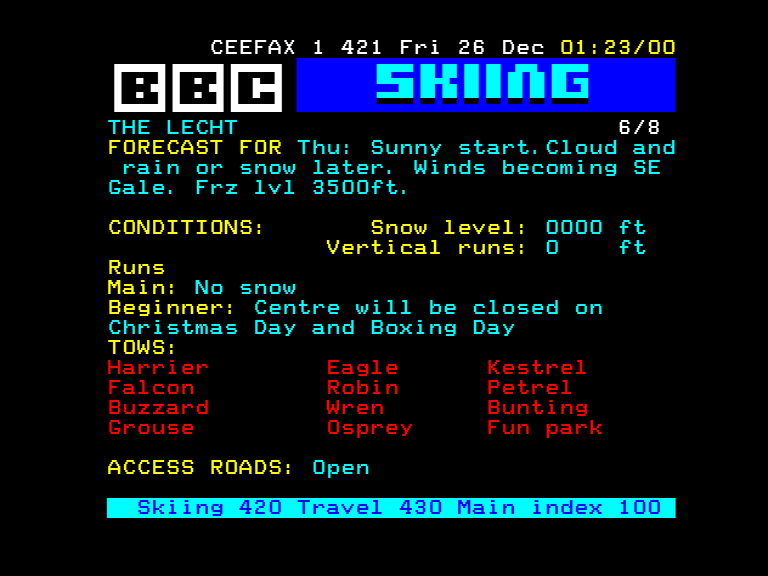 CEEFAX 1 421 Fri 26 Dec 01:23/00
BBC SKIING
THE LECHT 6/8
FORECAST FOR Thu: Sunny start.Cloud and
rain or snow later. Winds becoming SE
Gale. Frz lvl 3500ft.
CONDITIONS: Snow level: 0000 ft
Vertical runs: 0 ft
Runs
Main: No snow
Beginner: Centre will be closed on
Christmas Day and Boxing Day
TOWS:
Harrier Eagle Kestrel
Falcon Robin Petrel
Buzzard Wren Bunting
Grouse Osprey Fun park
ACCESS ROADS: Open
Skiing 420 Travel 430 Main index 100